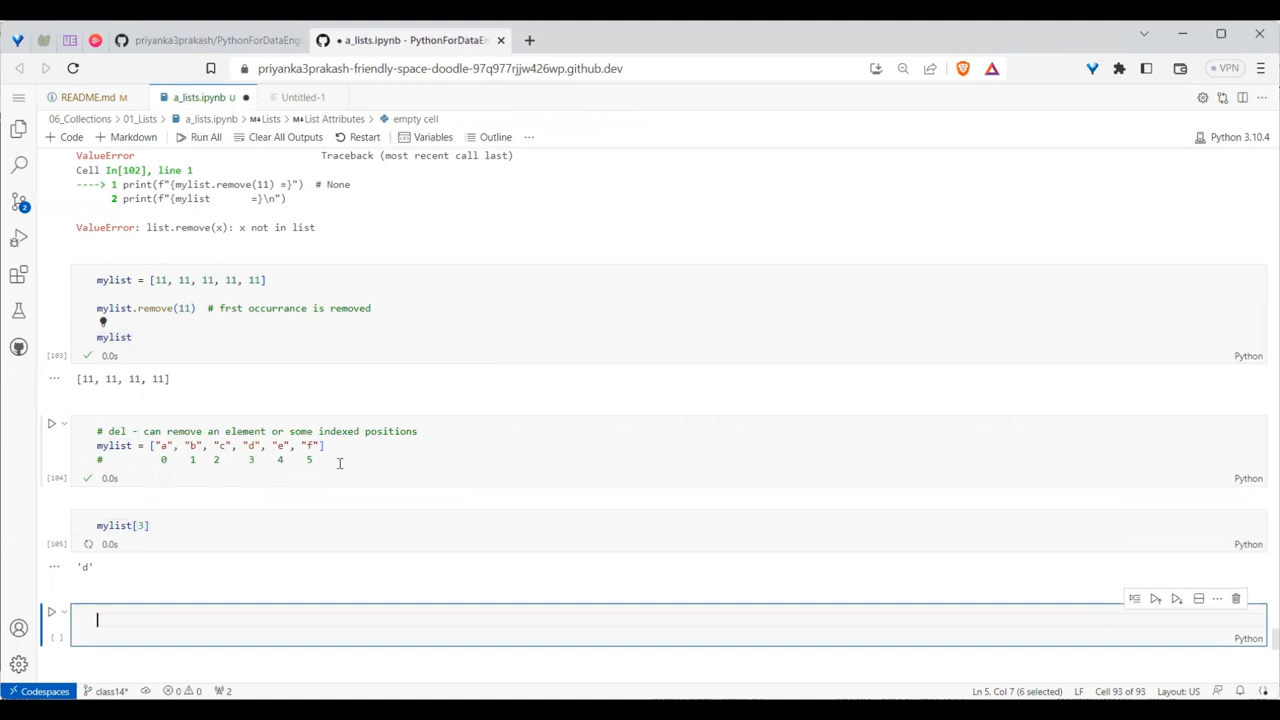 priyanka3prakash/PythonForDataEngi
a_lists.ipynb - PythonForDataEn
priyanka3prakash-friendly-space-doodle-97q977rjjw426wp.github.dev
VPN
README.md M
a_lists.ipynb U
Untitled-1
06_Collections > 01_Lists > a_lists.ipynb > Lists > List Attributes > empty cell
+ Code + Markdown Run All Clear All Outputs Restart Variables Outline ... Python 3.10.4
ValueError Traceback (most recent call last)
Cell In[102], line 1
----> 1 print(f"{mylist.remove(11) =}") # None
2 print(f"{mylist =}\n")
ValueError: list.remove(x): x not in list
mylist = [11, 11, 11, 11, 11]
mylist.remove(11) # frst occurrance is removed
mylist
[103] 0.0s Python
... [11, 11, 11, 11]
# del - can remove an element or some indexed positions
mylist = ["a", "b", "c", "d", "e", "f"]
# 0 1 2 3 4 5
[104] 0.0s Python
mylist[3]
[105] 0.0s Python
... 'd'
[ ] Python
Codespaces class14* 0 0 2 Ln 5, Col 7 (6 selected) LF Cell 93 of 93 Layout: US
2